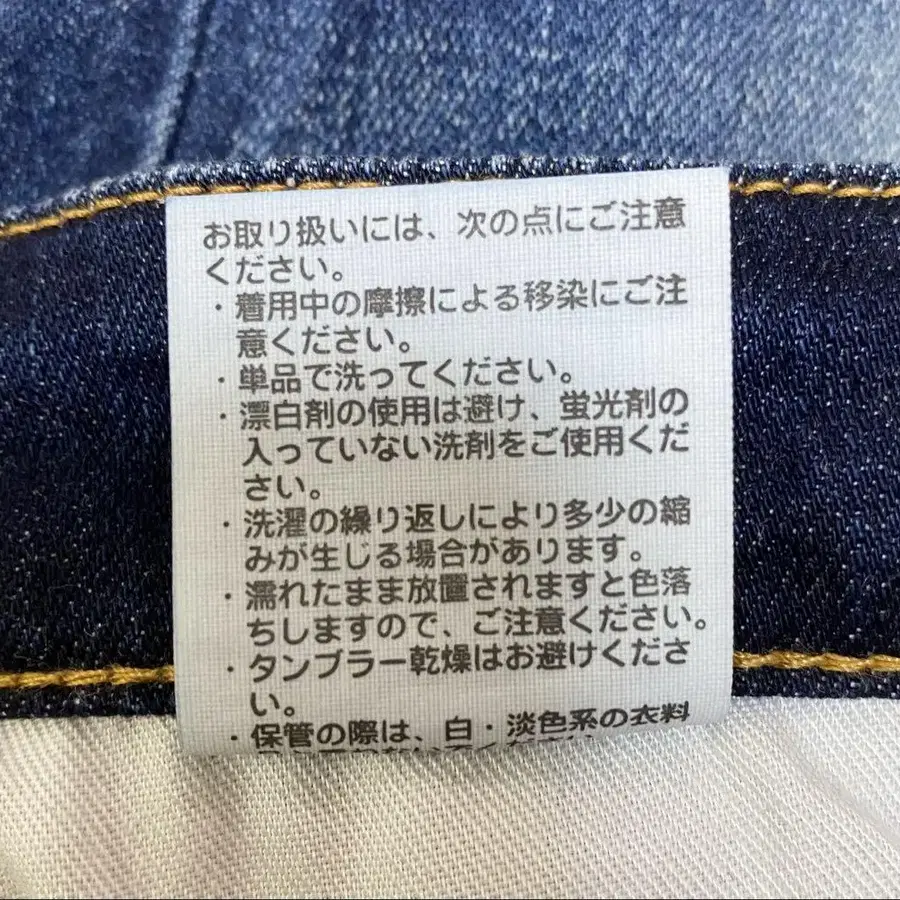 お取り扱いには、次の点にご注意
ください。
・着用中の摩擦による移染にご注
意ください。
・単品で洗ってください。
・漂白剤の使用は避け、蛍光剤の
入っていない洗剤をご使用くだ
さい。
・洗濯の繰り返しにより多少の縮
みが生じる場合があります。
・濡れたまま放置されますと色落
ちしますので、ご注意ください。
・タンブラー乾燥はお避けくださ
い。
・保管の際は、白・淡色系の衣料